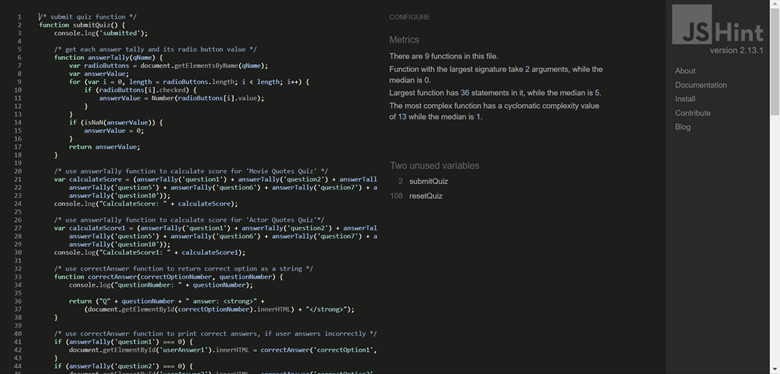 1 /* submit quiz function */
2 function submitQuiz() {
3 console.log('submitted');
4
5 /* get each answer tally and its radio button value */
6 function answerTally(qName) {
7 var radioButtons = document.getElementsByName(qName);
8 var answerValue;
9 for (var i = 0, length = radioButtons.length; i < length; i++) {
10 if (radioButtons[i].checked) {
11 answerValue = Number(radioButtons[i].value);
12 }
13 }
14 if (isNaN(answerValue)) {
15 answerValue = 0;
16 }
17 return answerValue;
18 }
19
20 /* use answerTally function to calculate score for 'Movie Quotes Quiz' */
21 var calculateScore = (answerTally('question1') + answerTally('question2') + answerTall
22 answerTally('question5') + answerTally('question6') + answerTally('question7') + a
23 answerTally('question10'));
24 console.log("CalculateScore: " + calculateScore);
25
26 /* use answerTally function to calculate score for 'Actor Quotes Quiz'*/
27 var calculateScore1 = (answerTally('question1') + answerTally('question2') + answerTal
28 answerTally('question5') + answerTally('question6') + answerTally('question7') + a
29 answerTally('question10'));
30 console.log("CalculateScore1: " + calculateScore1);
31
32 /* use correctAnswer function to return correct option as a string */
33 function correctAnswer(correctOptionNumber, questionNumber) {
34 console.log("questionNumber: " + questionNumber);
35
36 return ("Q" + questionNumber + " answer: <strong>" +
37 (document.getElementById(correctOptionNumber).innerHTML) + "</strong>");
38 }
39
40 /* use correctAnswer function to print correct answers, if user answers incorrectly */
41 if (answerTally('question1') === 0) {
42 document.getElementById('userAnswer1').innerHTML = correctAnswer('correctOption1',
43 }
44 if (answerTally('question2') === 0) {
CONFIGURE
Metrics
There are 9 functions in this file.
Function with the largest signature take 2 arguments, while the
median is 0.
Largest function has 36 statements in it, while the median is 5.
The most complex function has a cyclomatic complexity value
of 13 while the median is 1.
Two unused variables
2 submitQuiz
108 resetQuiz
JSHint
version 2.13.1
About
Documentation
Install
Contribute
Blog